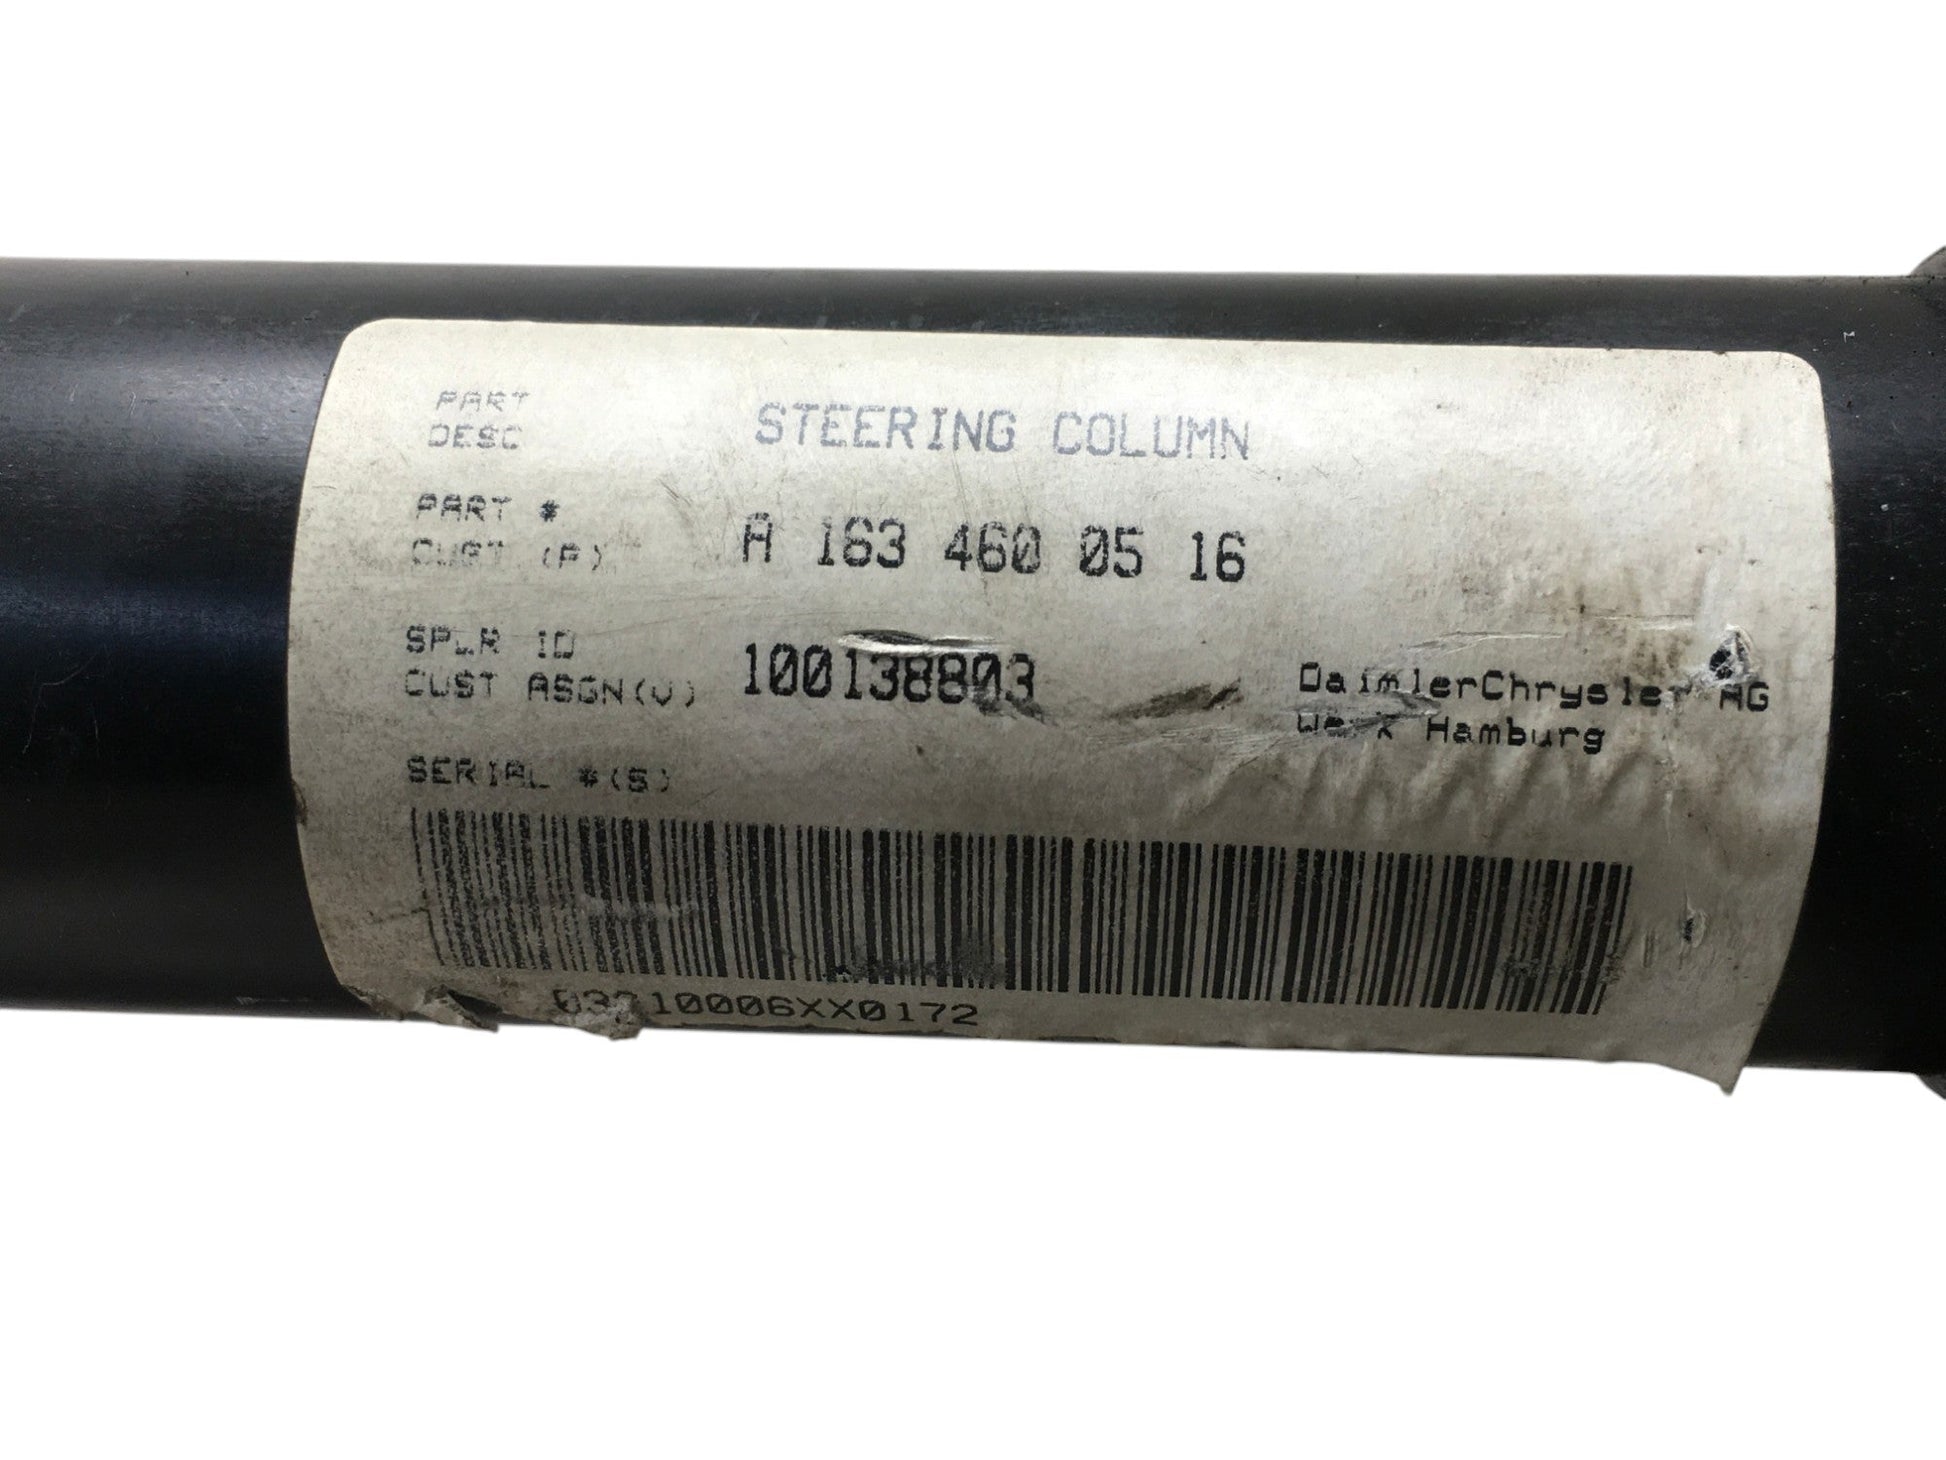 PART
DESC STEERING COLUMN
PART # A 163 460 05 16
CUST (P)
SPLR ID
CUST ASGN(V) 100138803
DaimlerChrysler AG
Werk Hamburg
SERIAL #(S)